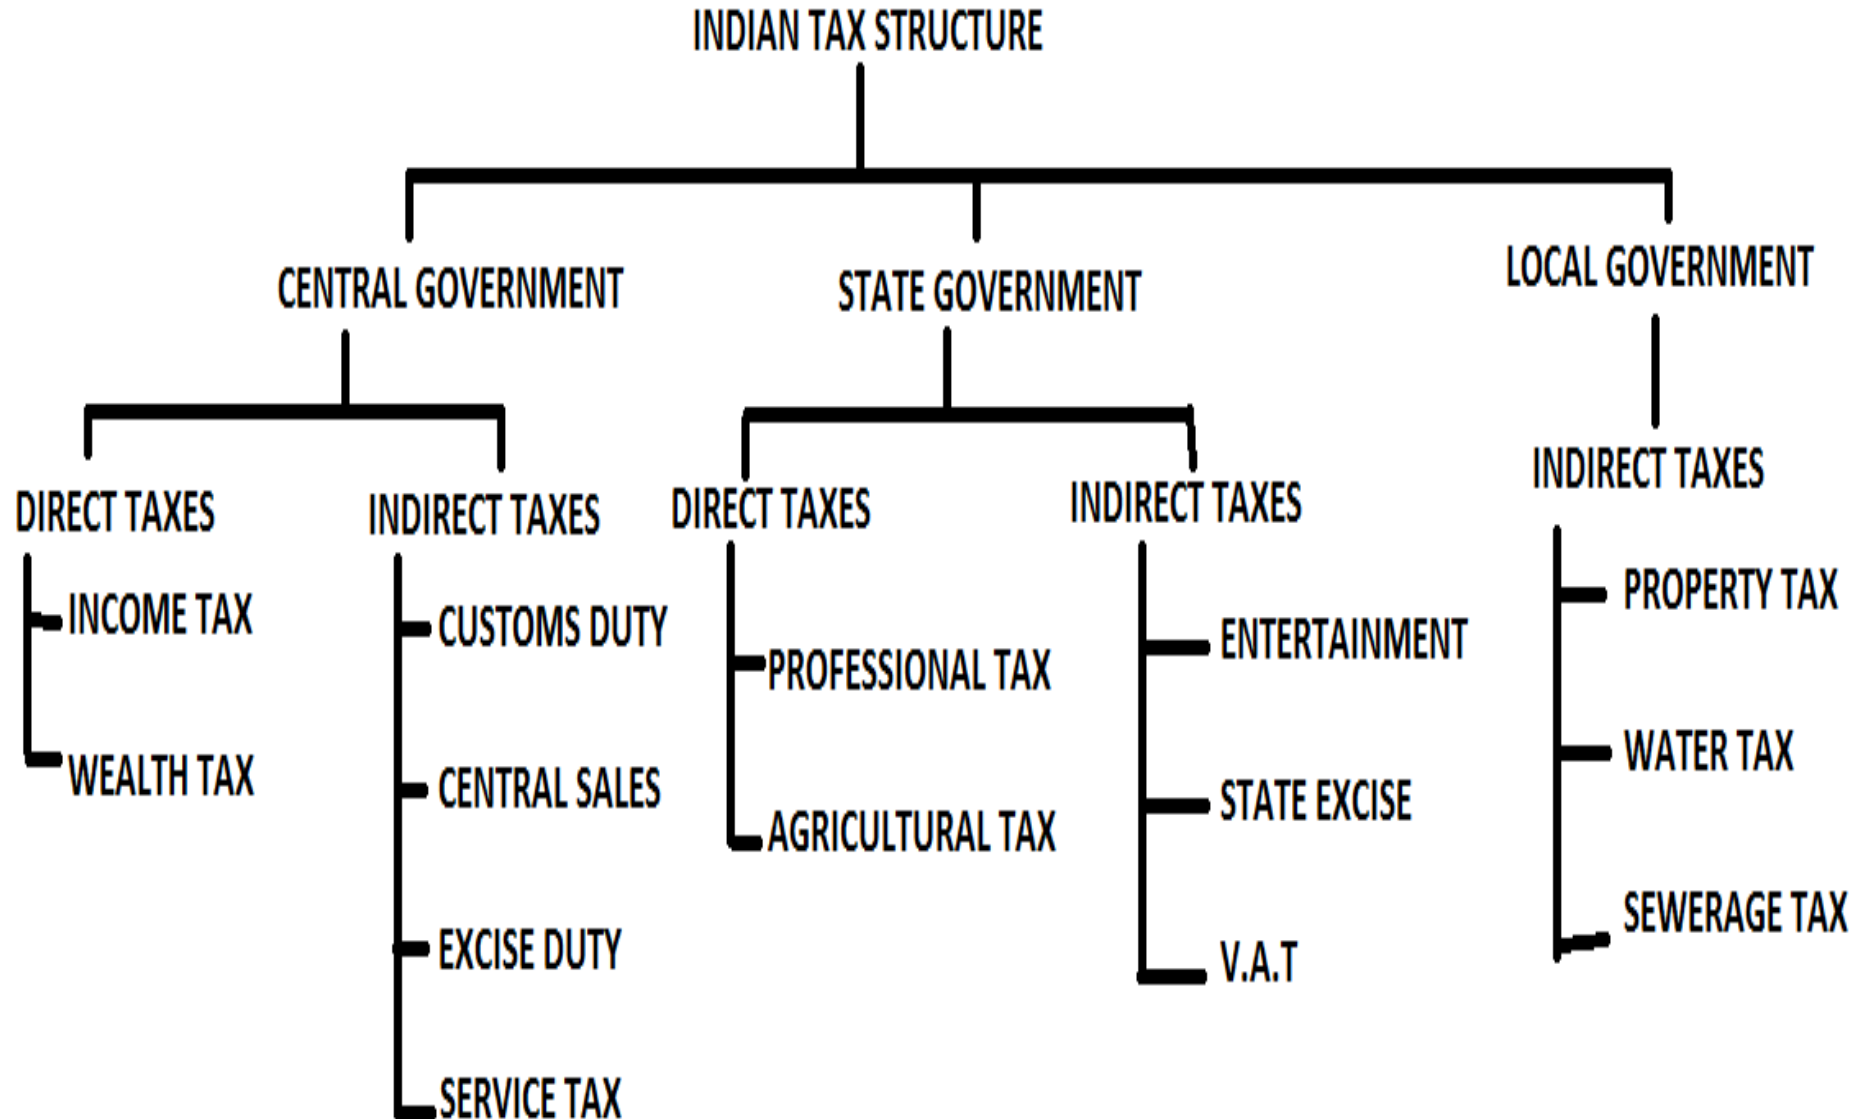 INDIAN TAX STRUCTURE
CENTRAL GOVERNMENT
STATE GOVERNMENT
LOCAL GOVERNMENT
DIRECT TAXES
INDIRECT TAXES
DIRECT TAXES
INDIRECT TAXES
INDIRECT TAXES
INCOME TAX
WEALTH TAX
CUSTOMS DUTY
CENTRAL SALES
EXCISE DUTY
SERVICE TAX
PROFESSIONAL TAX
AGRICULTURAL TAX
ENTERTAINMENT
STATE EXCISE
V.A.T
PROPERTY TAX
WATER TAX
SEWERAGE TAX